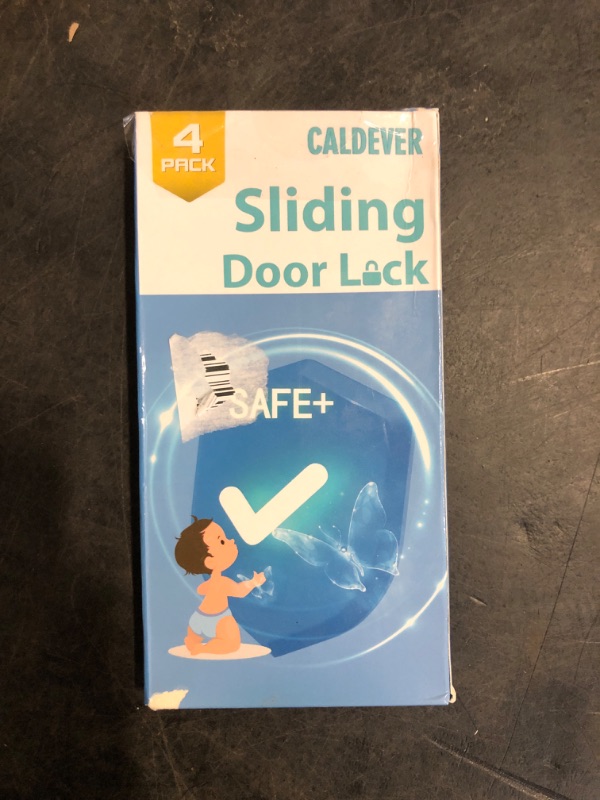 4
PACK
CALDEVER
Sliding
Door Lock
SAFE+